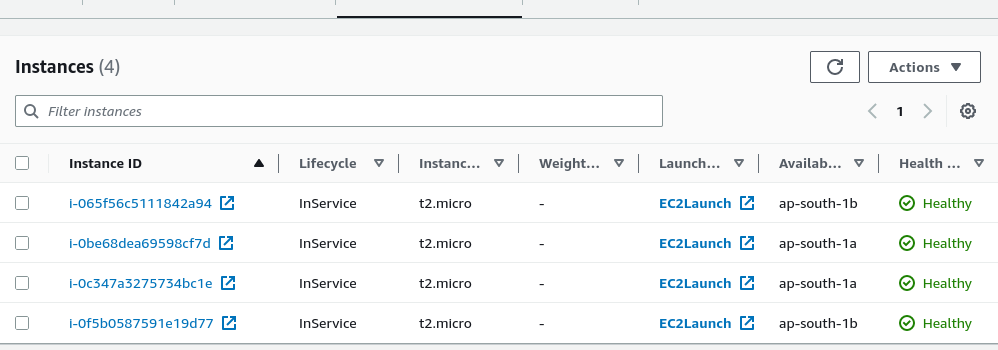 Instances (4)
Actions
Filter instances
1
Instance ID Lifecycle Instanc... Weight... Launch... Availab... Health ...
i-065f56c5111842a94 InService t2.micro - EC2Launch ap-south-1b Healthy
i-0be68dea69598cf7d InService t2.micro - EC2Launch ap-south-1a Healthy
i-0c347a3275734bc1e InService t2.micro - EC2Launch ap-south-1a Healthy
i-0f5b0587591e19d77 InService t2.micro - EC2Launch ap-south-1b Healthy